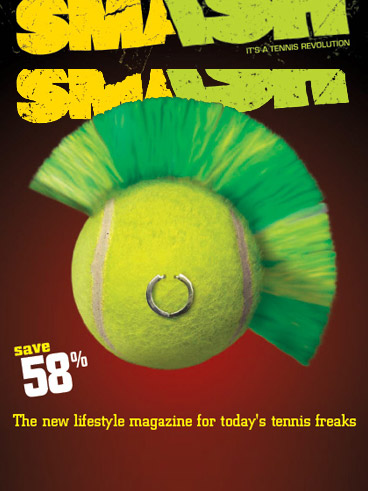 SMASH
IT'S A TENNIS REVOLUTION
SMASH
save
58%
The new lifestyle magazine for today's tennis freaks